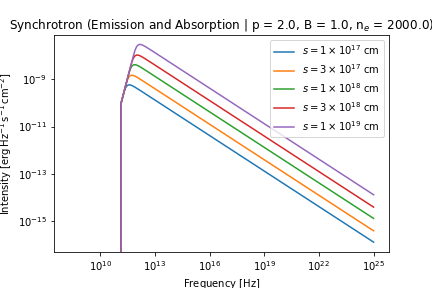 Synchrotron (Emission and Absorption | p = 2.0, B = 1.0, nₑ = 2000.0)
Intensity [erg Hz⁻¹ s⁻¹ cm⁻²]
10⁻⁹
10⁻¹¹
10⁻¹³
10⁻¹⁵
s = 1 × 10¹⁷ cm
s = 3 × 10¹⁷ cm
s = 1 × 10¹⁸ cm
s = 3 × 10¹⁸ cm
s = 1 × 10¹⁹ cm
10¹⁰ 10¹³ 10¹⁶ 10¹⁹ 10²² 10²⁵
Frequency [Hz]